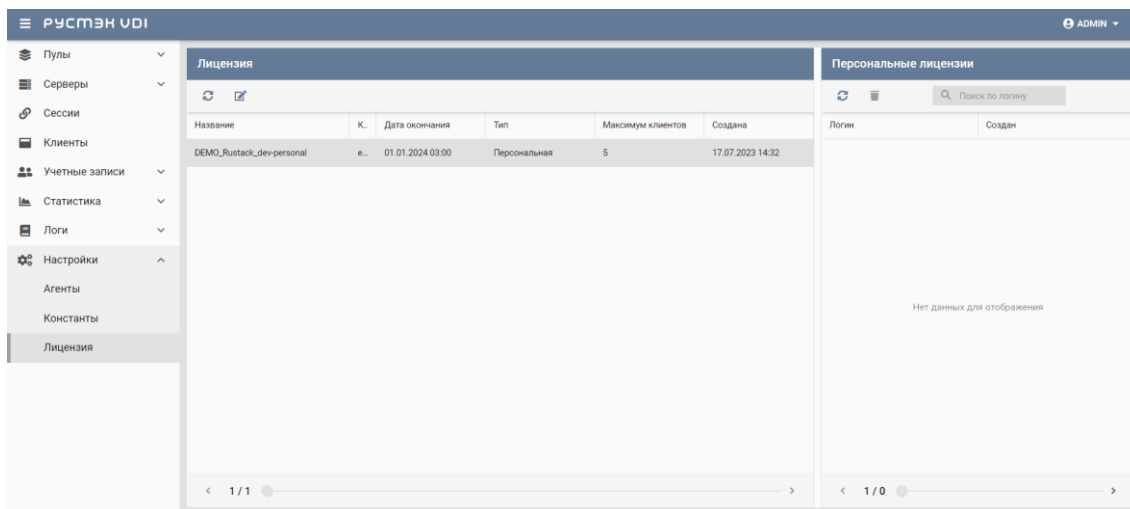 РУСТЭК VDI
ADMIN
Пулы
Серверы
Сессии
Клиенты
Учетные записи
Статистика
Логи
Настройки
Агенты
Константы
Лицензия
Лицензия
Название К.. Дата окончания Тип Максимум клиентов Создана
DEMO_Rustack_dev-personal е... 01.01.2024 03:00 Персональная 5 17.07.2023 14:32
1 / 1
Персональные лицензии
Поиск по логину
Логин Создан
Нет данных для отображения
1 / 0